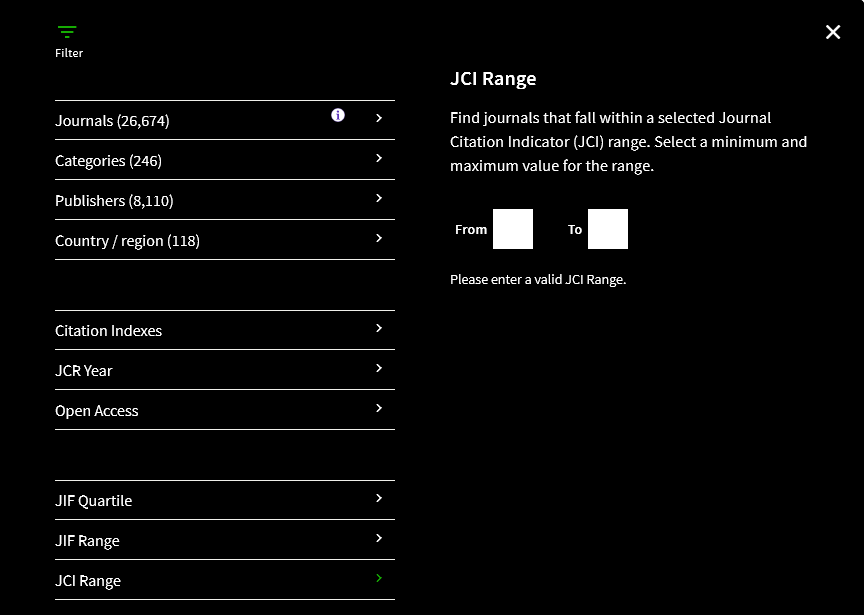 Filter
Journals (26,674)
Categories (246)
Publishers (8,110)
Country / region (118)
Citation Indexes
JCR Year
Open Access
JIF Quartile
JIF Range
JCI Range
JCI Range
Find journals that fall within a selected Journal
Citation Indicator (JCI) range. Select a minimum and
maximum value for the range.
From To
Please enter a valid JCI Range.